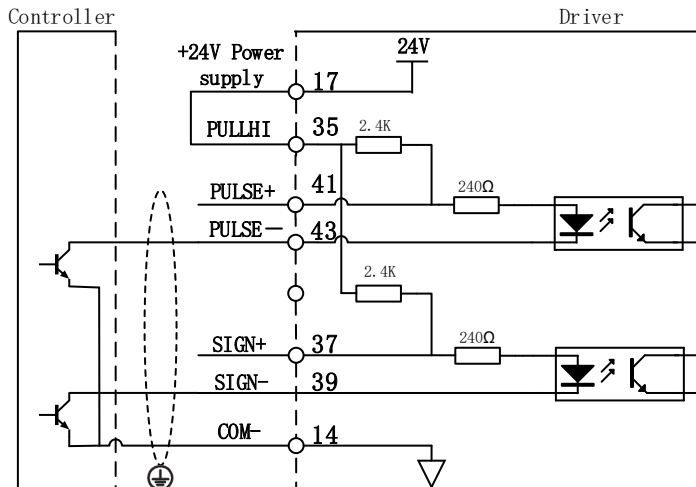 Controller
Driver
+24V Power
supply
24V
17
PULLHI
35
2.4K
PULSE+
41
240Ω
PULSE-
43
2.4K
SIGN+
37
240Ω
SIGN-
39
COM-
14